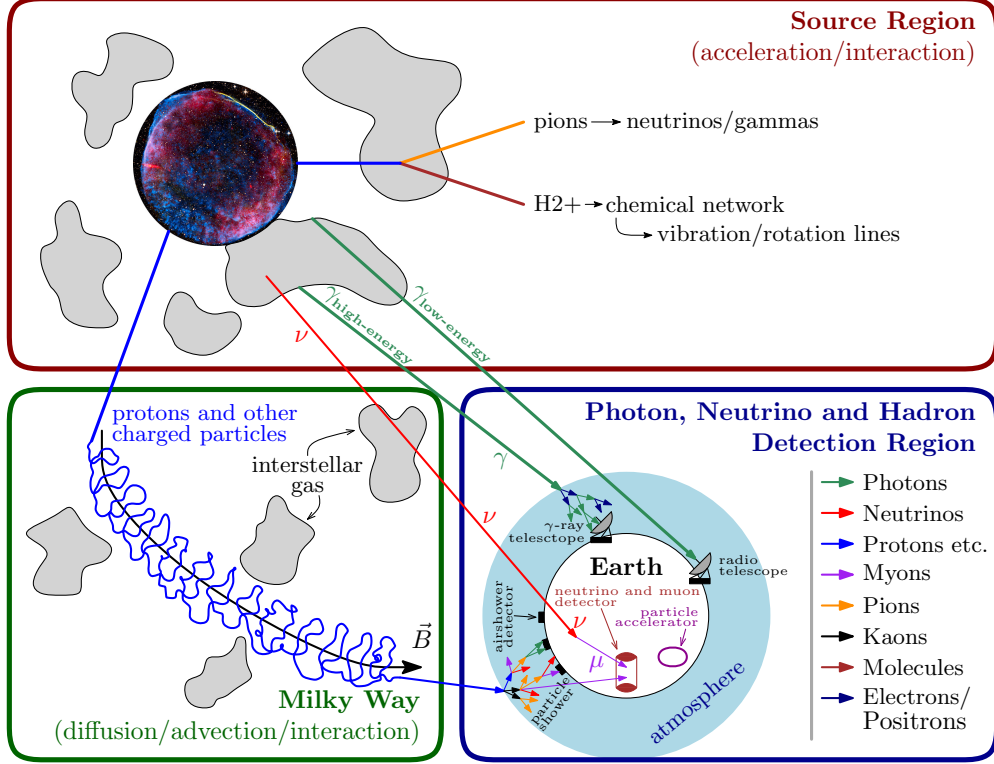 Source Region
(acceleration/interaction)
pions → neutrinos/gammas
H2+ → chemical network
vibration/rotation lines
γhigh-energy
γlow-energy
ν
protons and other
charged particles
interstellar
gas
B⃗
Milky Way
(diffusion/advection/interaction)
Photon, Neutrino and Hadron
Detection Region
γ
ν
γ-ray
telesctope
radio
telescope
Earth
neutrino and muon
detector
particle
accelerator
ν
μ
airshower
detector
particle
shower
atmosphere
Photons
Neutrinos
Protons etc.
Myons
Pions
Kaons
Molecules
Electrons/
Positrons